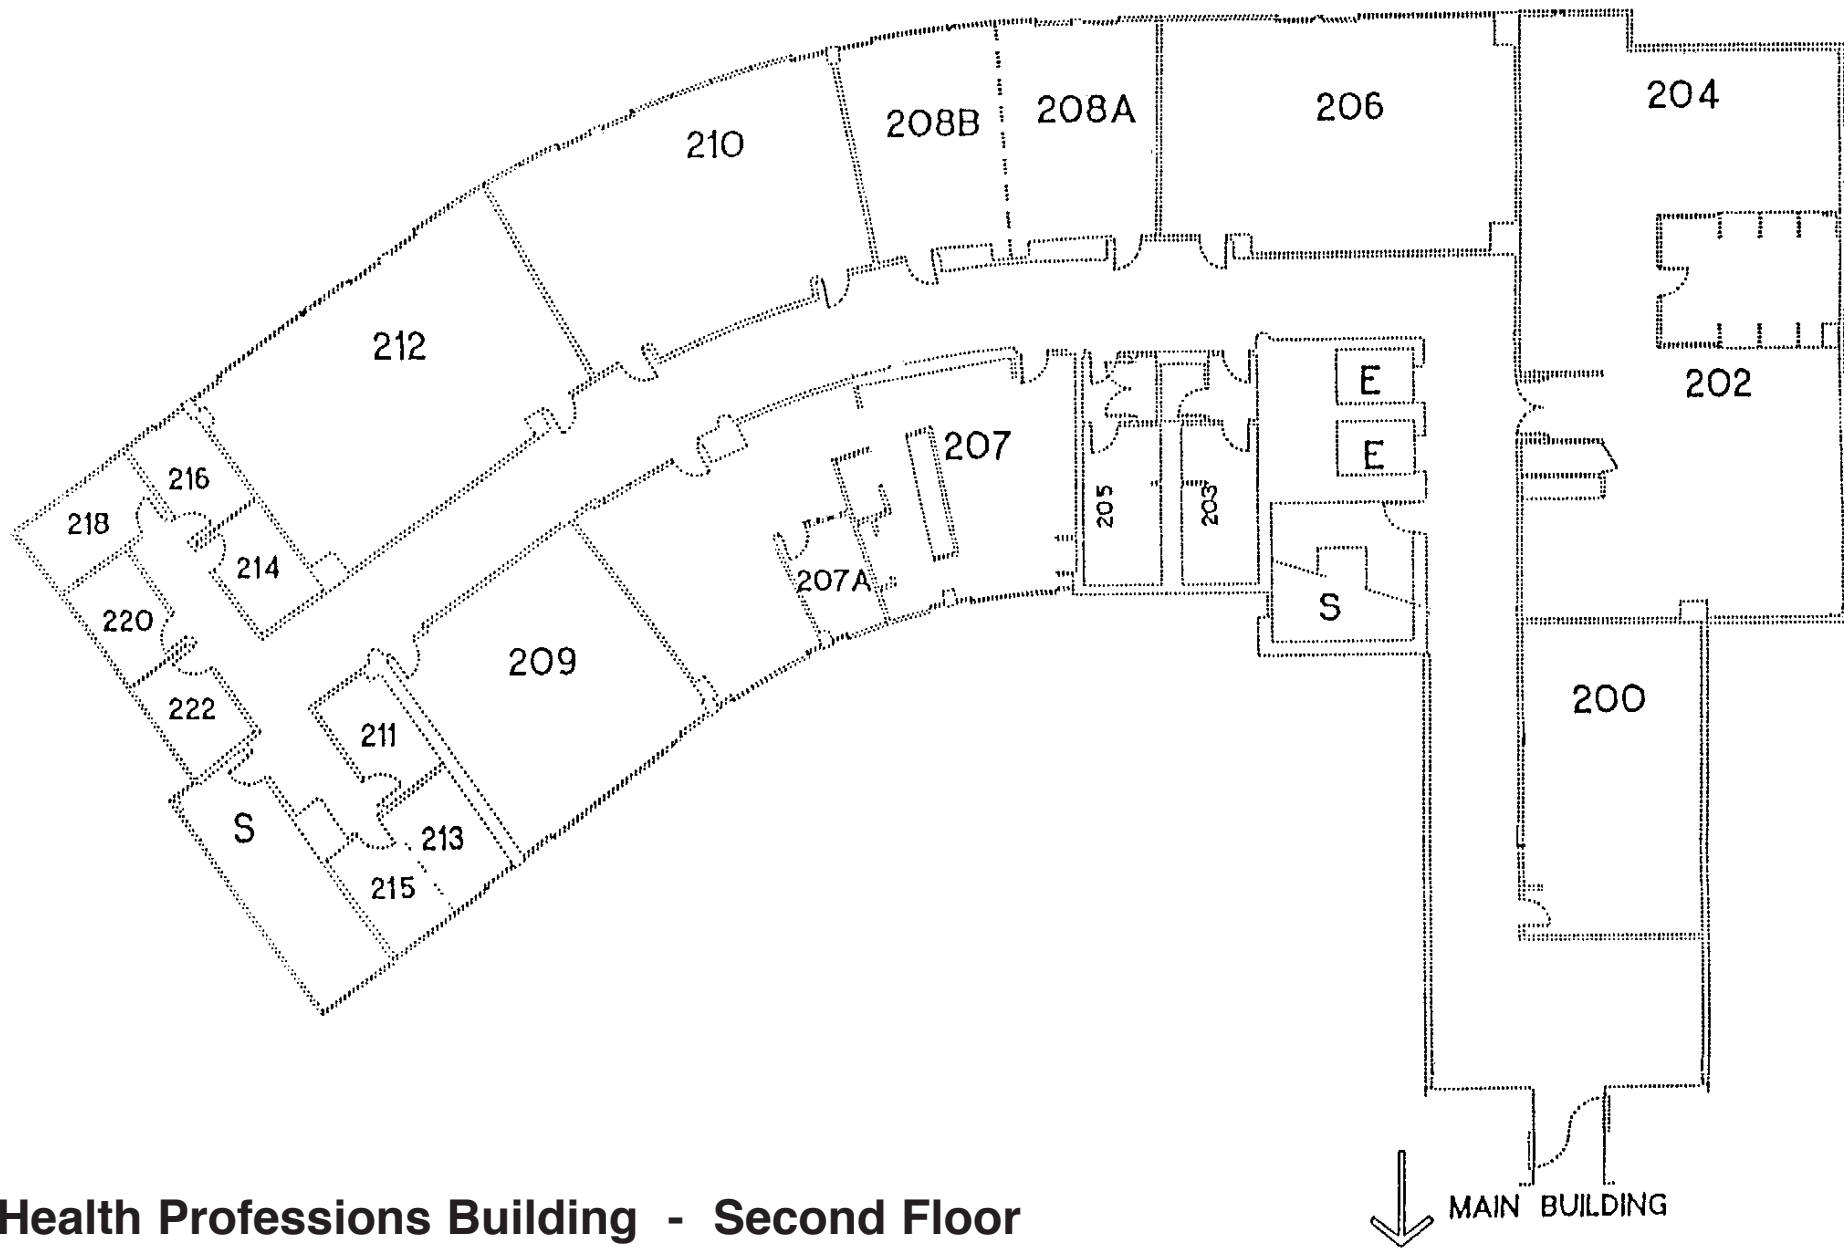 204
206
208A
208B
210
212
E
202
E
207
216
205
203
218
214
207A
S
220
209
200
222
211
S
213
215
MAIN BUILDING
Health Professions Building - Second Floor